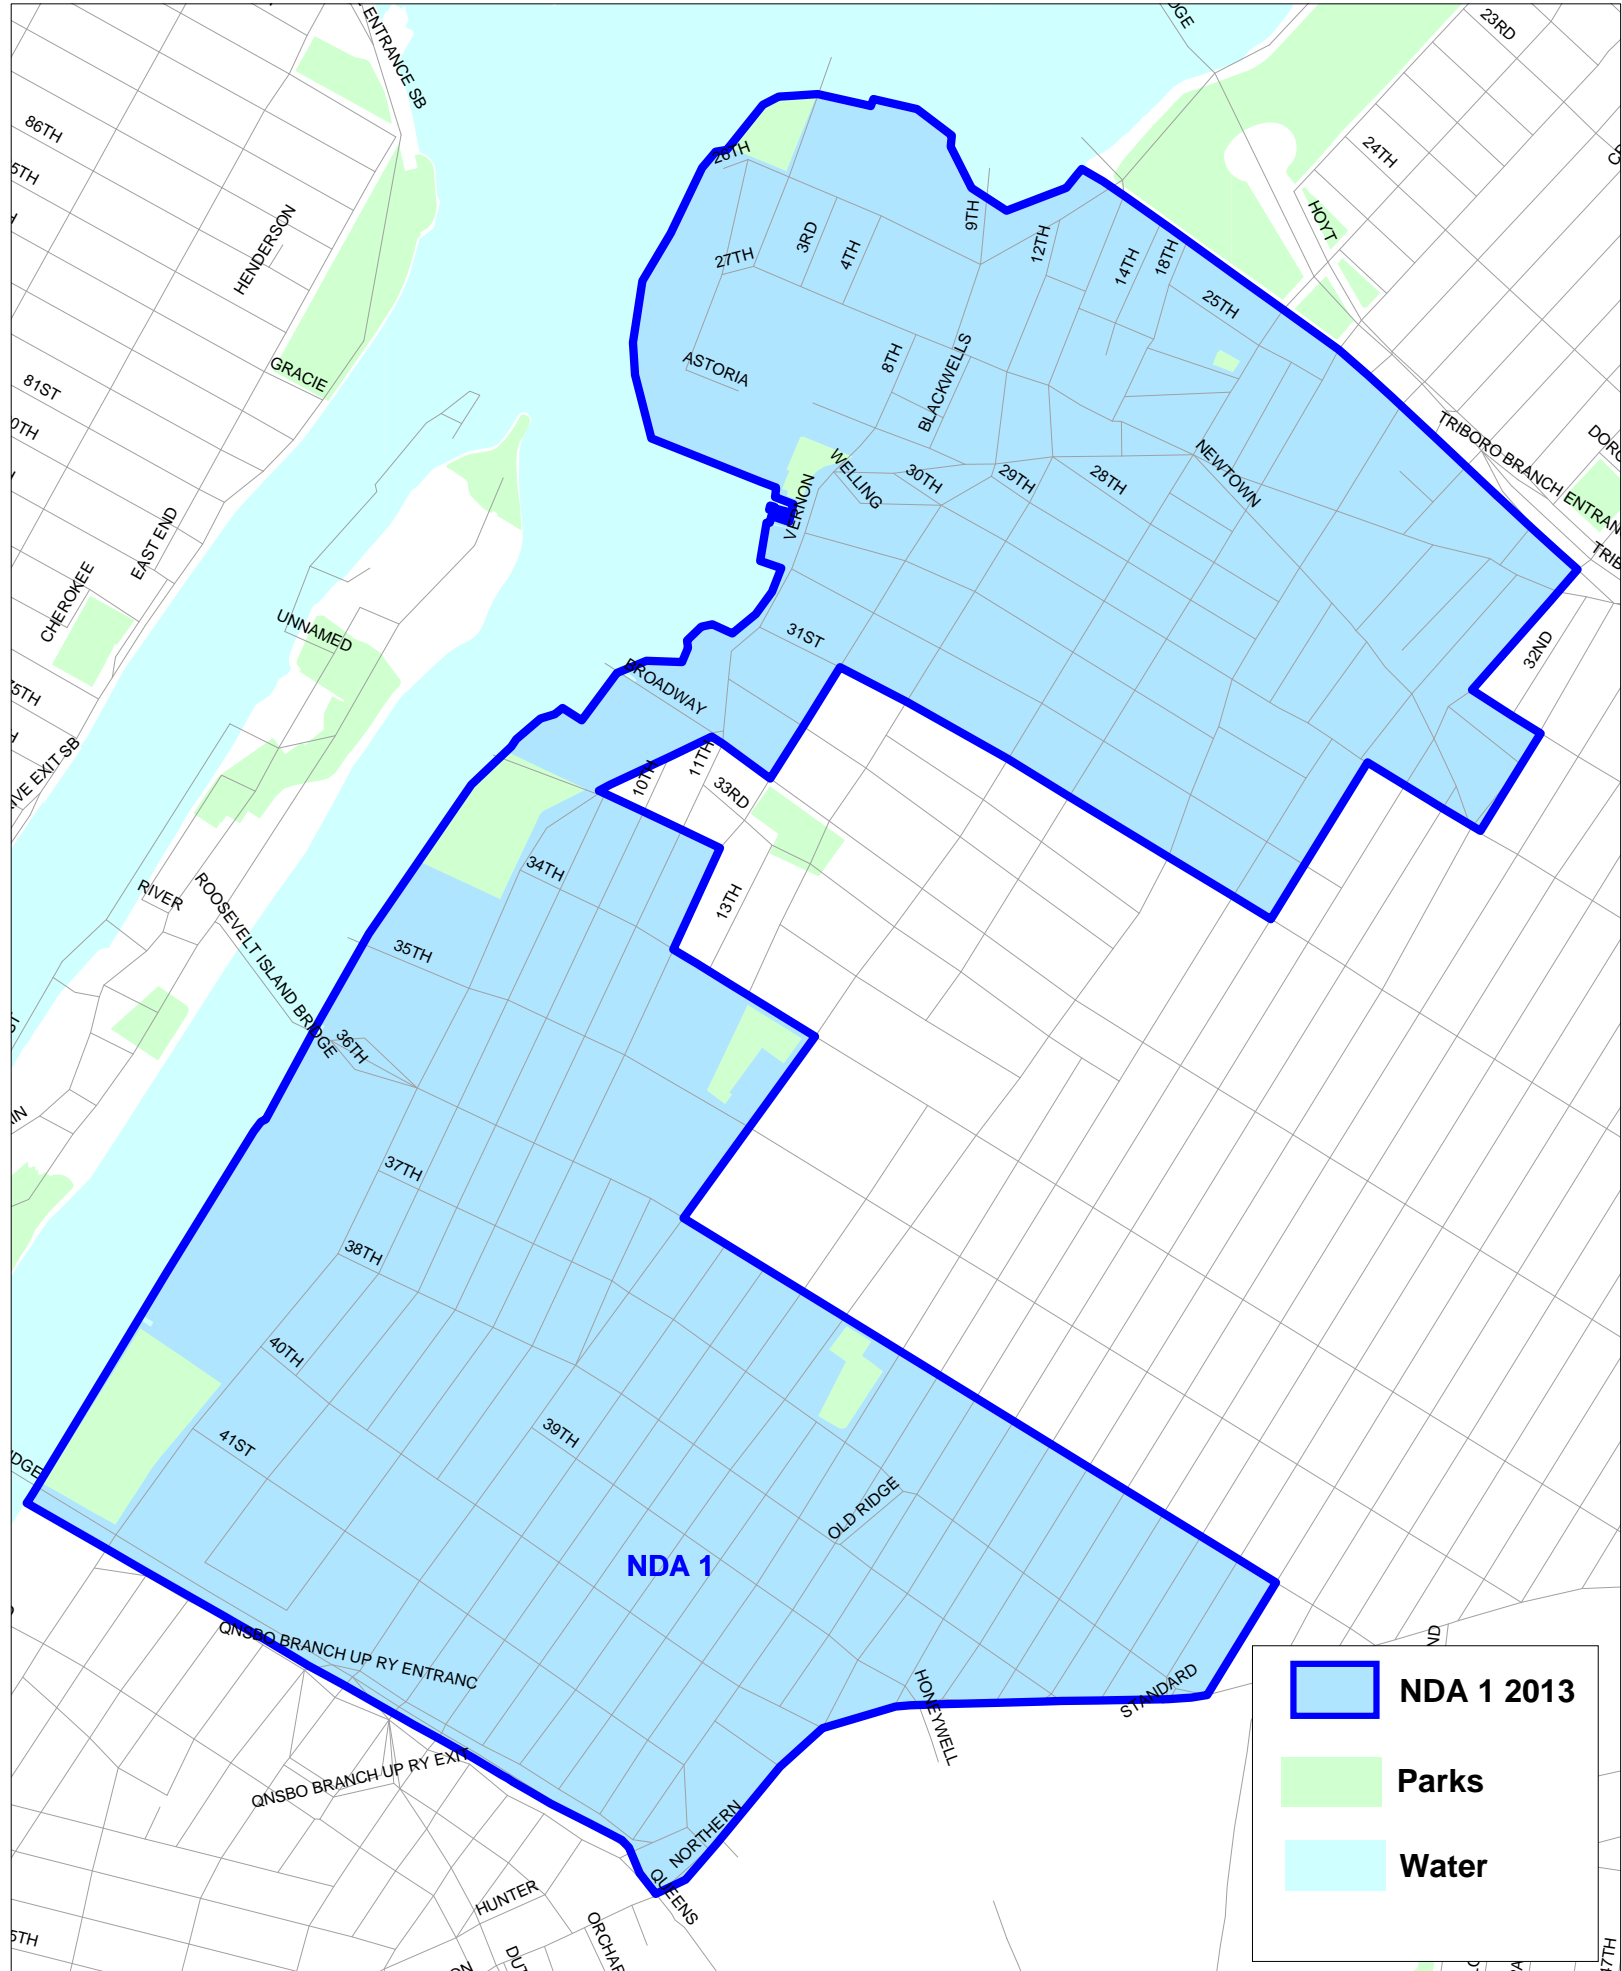 ENTRANCE SB
23RD
86TH
24TH
26TH
HENDERSON
9TH
HOYT
3RD
4TH
12TH
14TH
18TH
27TH
25TH
GRACIE
ASTORIA
8TH
BLACKWELLS
81ST
TRIBORO BRANCH ENTRAN
NEWTOWN
WELLING
30TH
29TH
28TH
VERNON
EAST END
CHEROKEE
UNNAMED
31ST
32ND
BROADWAY
IVE EXIT SB
10TH
11TH
33RD
34TH
RIVER
ROOSEVELT ISLAND BRIDGE
13TH
35TH
36TH
37TH
38TH
40TH
41ST
39TH
OLD RIDGE
NDA 1
QNSBO BRANCH UP RY ENTRANC
HONEYWELL
STANDARD
QNSBO BRANCH UP RY EXIT
NORTHERN
QUEENS
HUNTER
ORCHAR
5TH
47TH
NDA 1 2013
Parks
Water